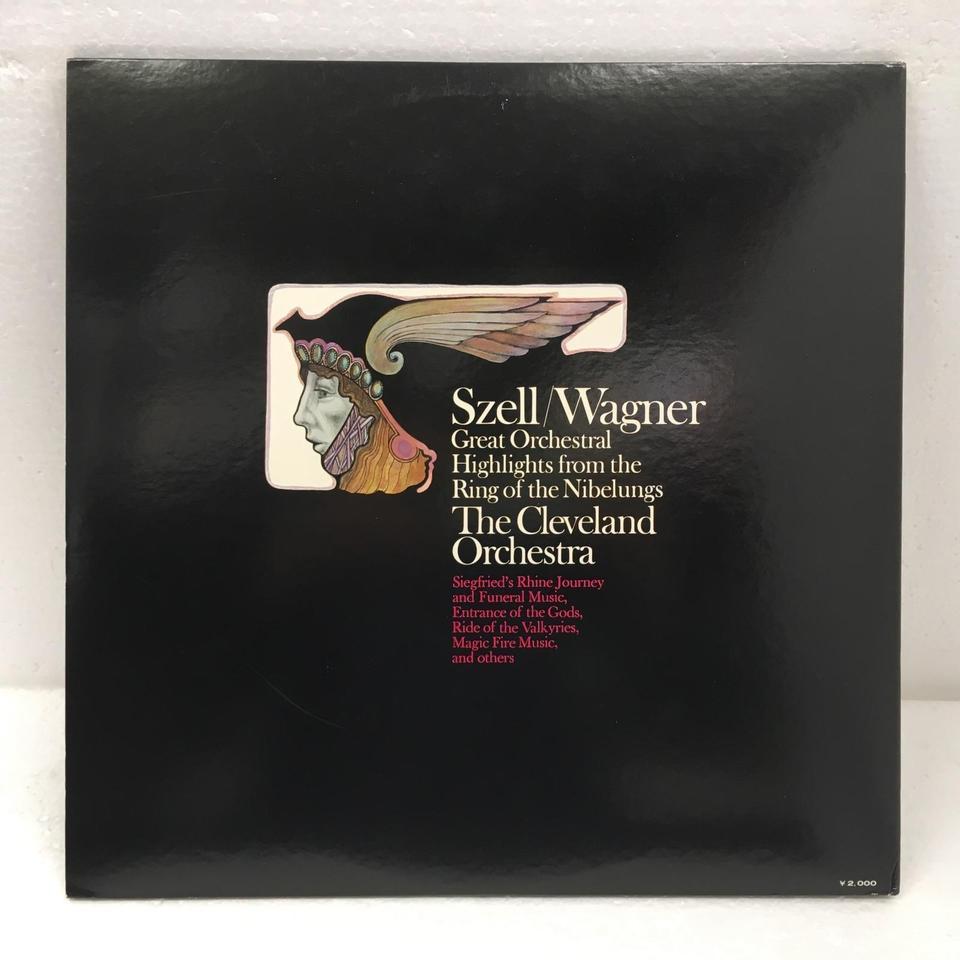 Szell/Wagner
Great Orchestral
Highlights from the
Ring of the Nibelungs
The Cleveland
Orchestra
Siegfried's Rhine Journey
and Funeral Music,
Entrance of the Gods,
Ride of the Valkyries,
Magic Fire Music,
and others
¥2,000